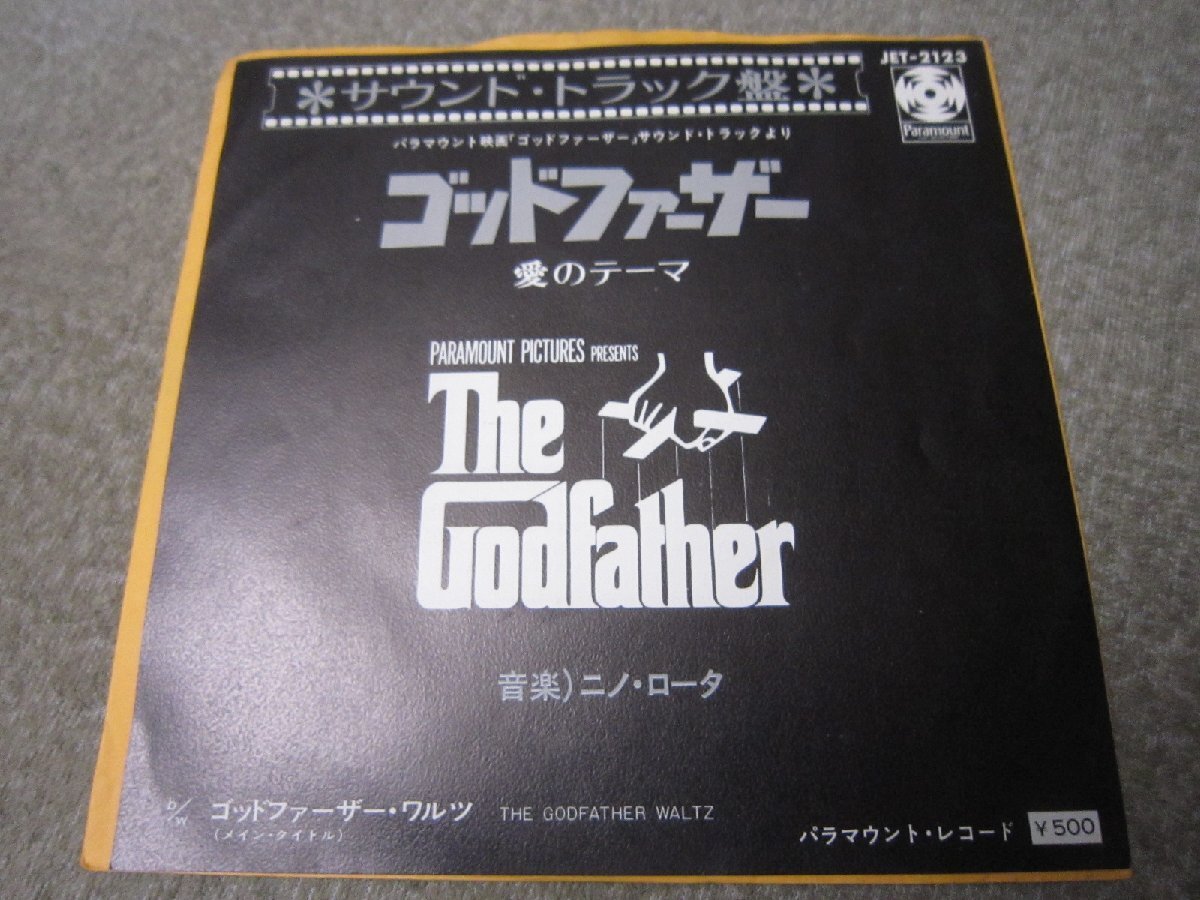 JET-2123
*サウンド・トラック盤*
Paramount
パラマウント映画「ゴッドファーザー」サウンド・トラックより
ゴッドファーザー
愛のテーマ
PARAMOUNT PICTURES PRESENTS
The
Godfather
音楽)ニノ・ロータ
b/w ゴッドファーザー・ワルツ THE GODFATHER WALTZ
(メイン・タイトル)
パラマウント・レコード ¥500